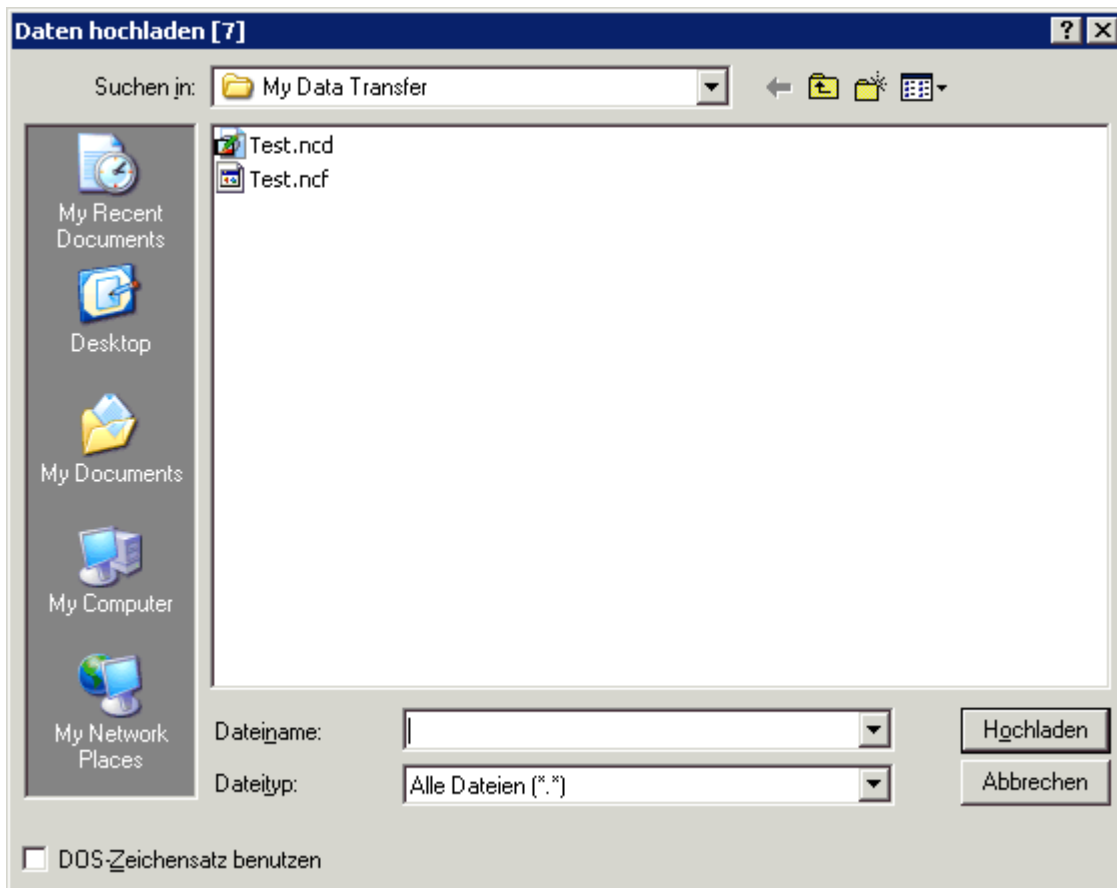 Daten hochladen [7]
Suchen in:
My Data Transfer
My Recent
Documents
Desktop
My Documents
My Computer
My Network
Places
Test.ncd
Test.ncf
Dateiname:
Hochladen
Dateityp:
Alle Dateien (*.*)
Abbrechen
DOS-Zeichensatz benutzen